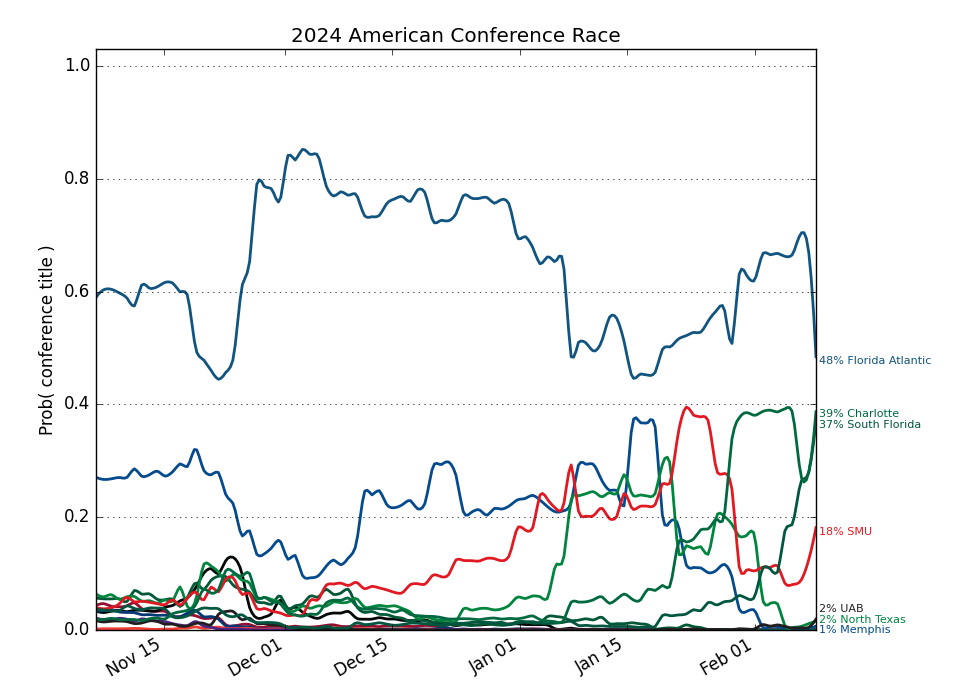 2024 American Conference Race
Prob( conference title )
1.0
0.8
0.6
0.4
0.2
0.0
48% Florida Atlantic
39% Charlotte
37% South Florida
18% SMU
2% UAB
2% North Texas
1% Memphis
Nov 15
Dec 01
Dec 15
Jan 01
Jan 15
Feb 01